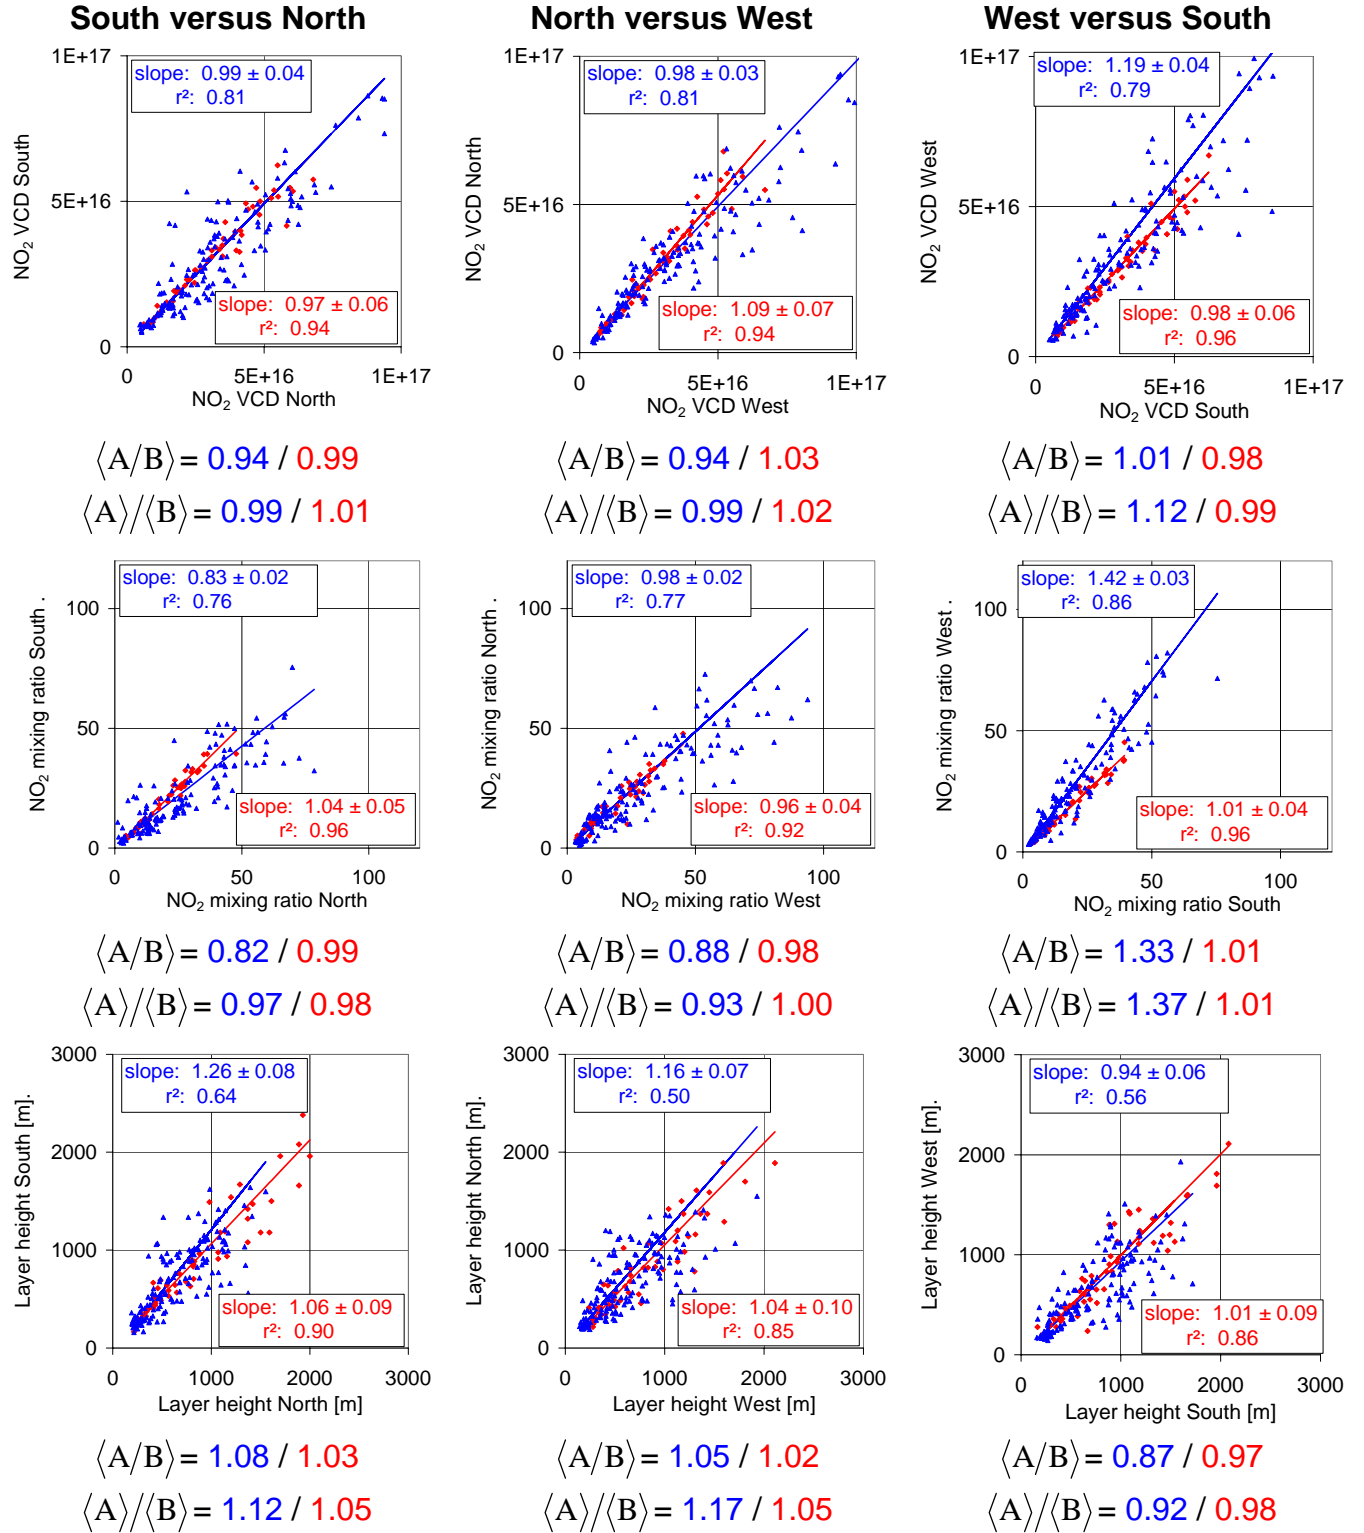 South versus North
North versus West
West versus South
1E+17
5E+16
0
NO₂ VCD South
slope: 0.99 ± 0.04
r²: 0.81
slope: 0.97 ± 0.06
r²: 0.94
0
5E+16
1E+17
NO₂ VCD North
1E+17
5E+16
0
NO₂ VCD North
slope: 0.98 ± 0.03
r²: 0.81
slope: 1.09 ± 0.07
r²: 0.94
0
5E+16
1E+17
NO₂ VCD West
1E+17
5E+16
0
NO₂ VCD West
slope: 1.19 ± 0.04
r²: 0.79
slope: 0.98 ± 0.06
r²: 0.96
0
5E+16
1E+17
NO₂ VCD South
⟨A/B⟩= 0.94 / 0.99
⟨A⟩/⟨B⟩= 0.99 / 1.01
⟨A/B⟩= 0.94 / 1.03
⟨A⟩/⟨B⟩= 0.99 / 1.02
⟨A/B⟩= 1.01 / 0.98
⟨A⟩/⟨B⟩= 1.12 / 0.99
100
50
0
NO₂ mixing ratio South .
slope: 0.83 ± 0.02
r²: 0.76
slope: 1.04 ± 0.05
r²: 0.96
0
50
100
NO₂ mixing ratio North
100
50
0
NO₂ mixing ratio North .
slope: 0.98 ± 0.02
r²: 0.77
slope: 0.96 ± 0.04
r²: 0.92
0
50
100
NO₂ mixing ratio West
100
50
0
NO₂ mixing ratio West .
slope: 1.42 ± 0.03
r²: 0.86
slope: 1.01 ± 0.04
r²: 0.96
0
50
100
NO₂ mixing ratio South
⟨A/B⟩= 0.82 / 0.99
⟨A⟩/⟨B⟩= 0.97 / 0.98
⟨A/B⟩= 0.88 / 0.98
⟨A⟩/⟨B⟩= 0.93 / 1.00
⟨A/B⟩= 1.33 / 1.01
⟨A⟩/⟨B⟩= 1.37 / 1.01
3000
2000
1000
0
Layer height South [m].
slope: 1.26 ± 0.08
r²: 0.64
slope: 1.06 ± 0.09
r²: 0.90
0
1000
2000
3000
Layer height North [m]
3000
2000
1000
0
Layer height North [m].
slope: 1.16 ± 0.07
r²: 0.50
slope: 1.04 ± 0.10
r²: 0.85
0
1000
2000
3000
Layer height West [m]
3000
2000
1000
0
Layer height West [m].
slope: 0.94 ± 0.06
r²: 0.56
slope: 1.01 ± 0.09
r²: 0.86
0
1000
2000
3000
Layer height South [m]
⟨A/B⟩= 1.08 / 1.03
⟨A⟩/⟨B⟩= 1.12 / 1.05
⟨A/B⟩= 1.05 / 1.02
⟨A⟩/⟨B⟩= 1.17 / 1.05
⟨A/B⟩= 0.87 / 0.97
⟨A⟩/⟨B⟩= 0.92 / 0.98